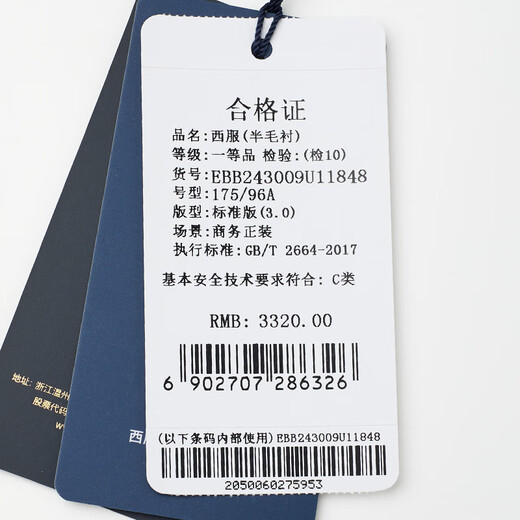 合格证
品名: 西服(半毛衬)
等级: 一等品 检验: (检10)
货号: EBB243009U11848
号型: 175/96A
版型: 标准版(3.0)
场景: 商务正装
执行标准: GB/T 2664-2017
基本安全技术要求符合: C类
RMB: 3320.00
6 902707 286326
(以下条码内部使用) EBB243009U11848
2050060275953
地址: 浙江温州
股票代码
w
西服